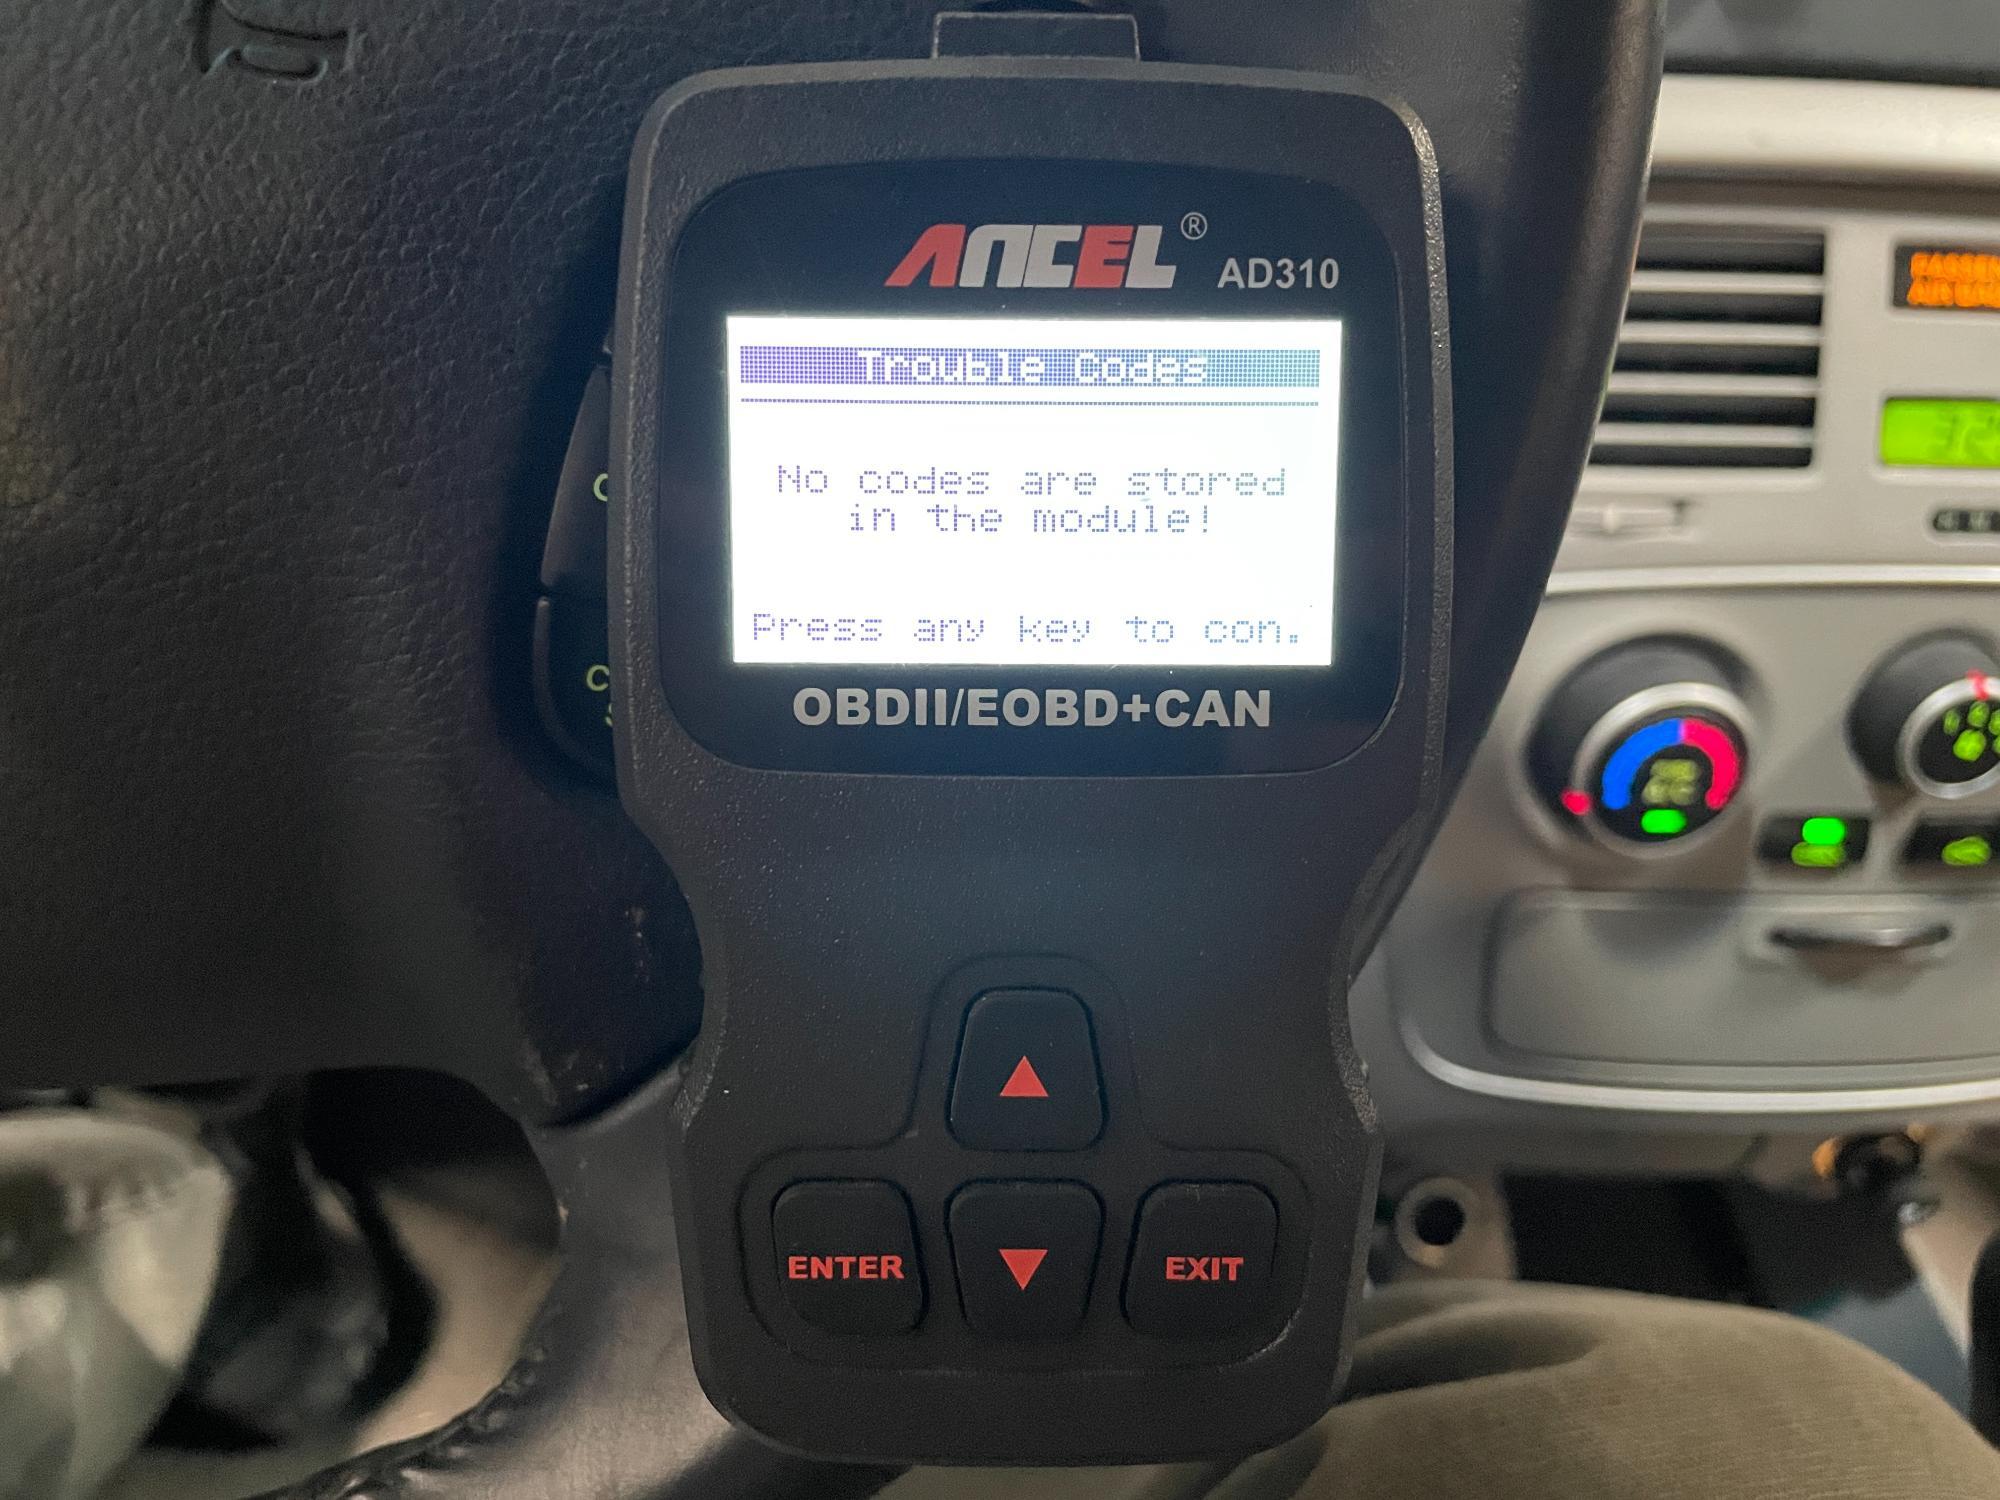 ANCEL® AD310
Trouble Codes
No codes are stored
in the module!
Press any key to con.
OBDII/EOBD+CAN
ENTER
EXIT